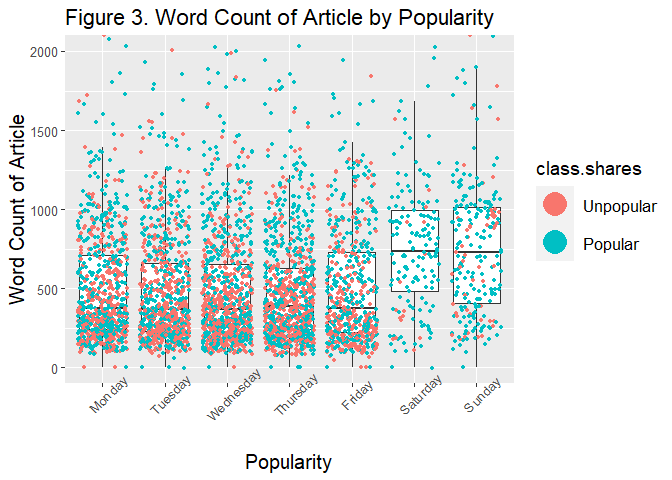 Figure 3. Word Count of Article by Popularity
Word Count of Article
2000
1500
1000
500
0
Monday
Tuesday
Wednesday
Thursday
Friday
Saturday
Sunday
Popularity
class.shares
Unpopular
Popular